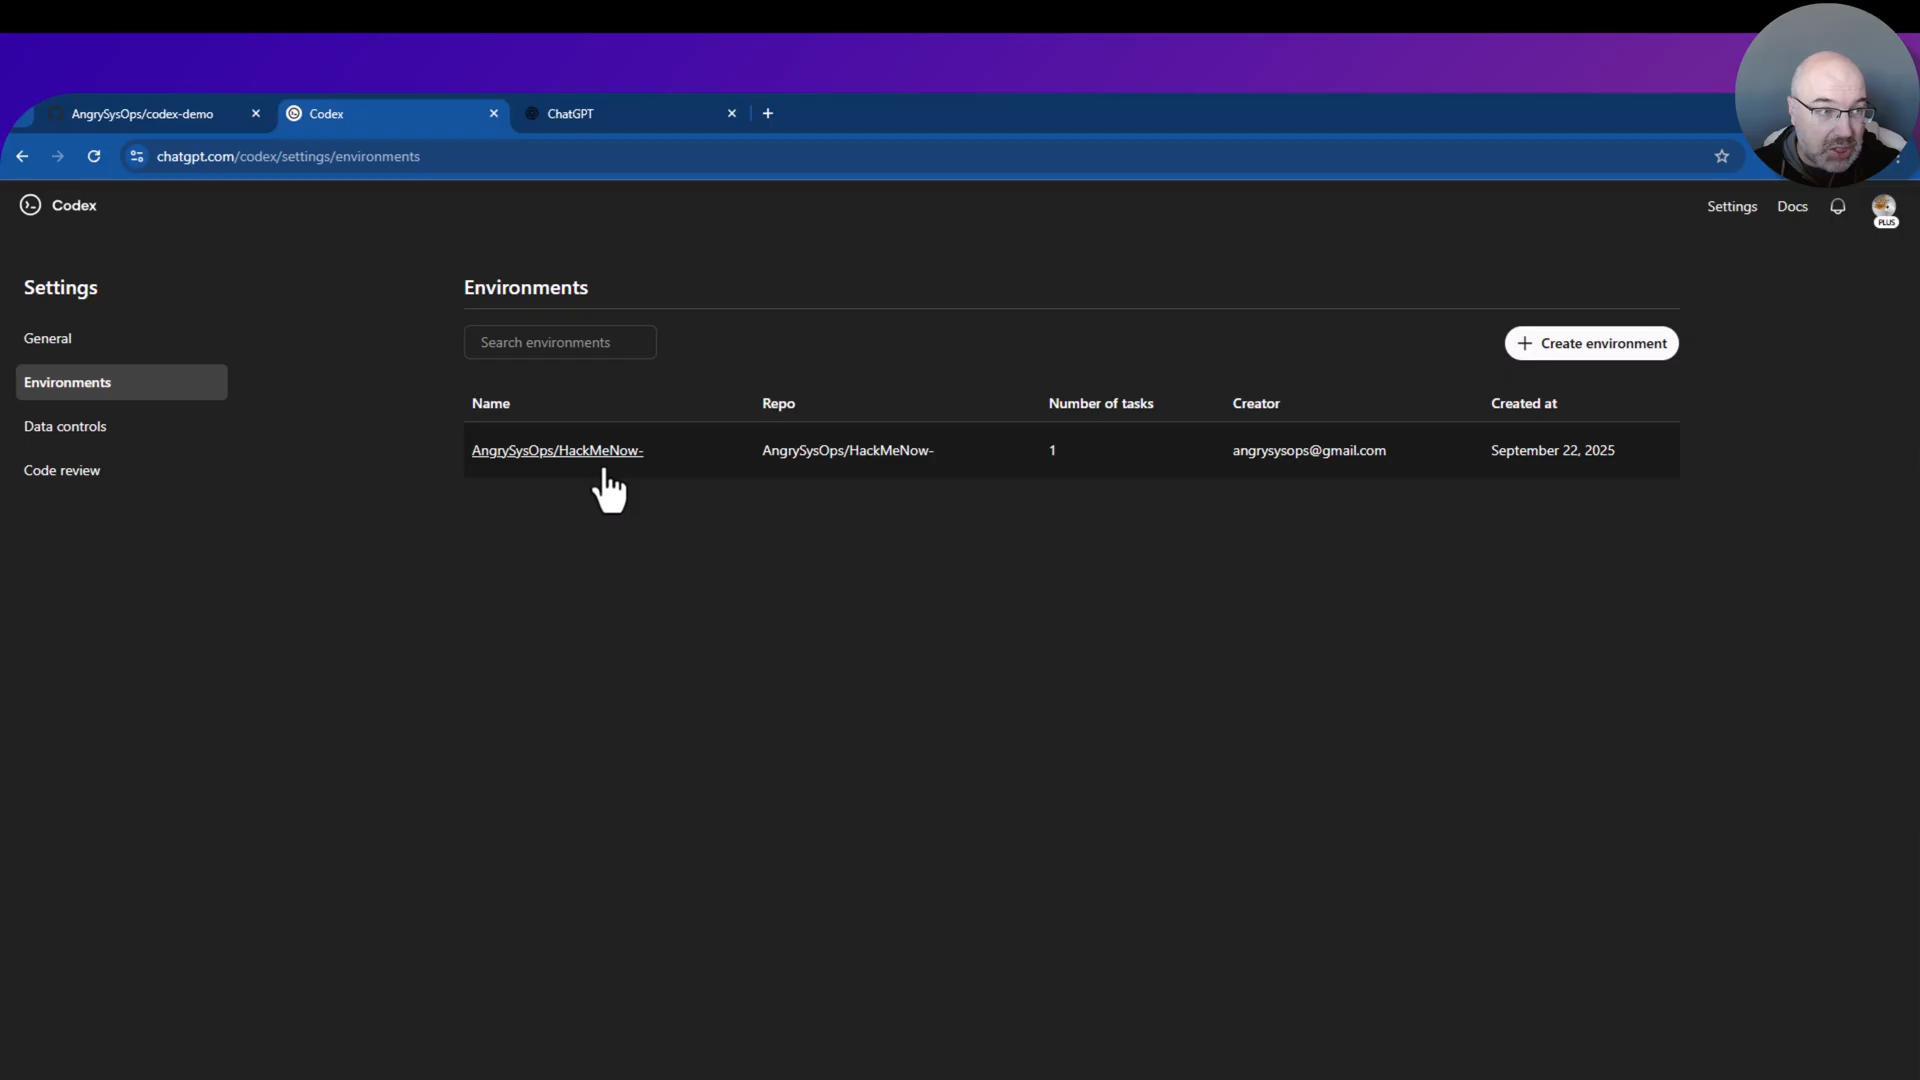 AngrySysOps/codex-demo
Codex
ChatGPT
chatgpt.com/codex/settings/environments
Codex
Settings
Docs
PLUS
Settings
General
Environments
Data controls
Code review
Environments
Search environments
Create environment
Name Repo Number of tasks Creator Created at
AngrySysOps/HackMeNow- AngrySysOps/HackMeNow- 1 angrysysops@gmail.com September 22, 2025